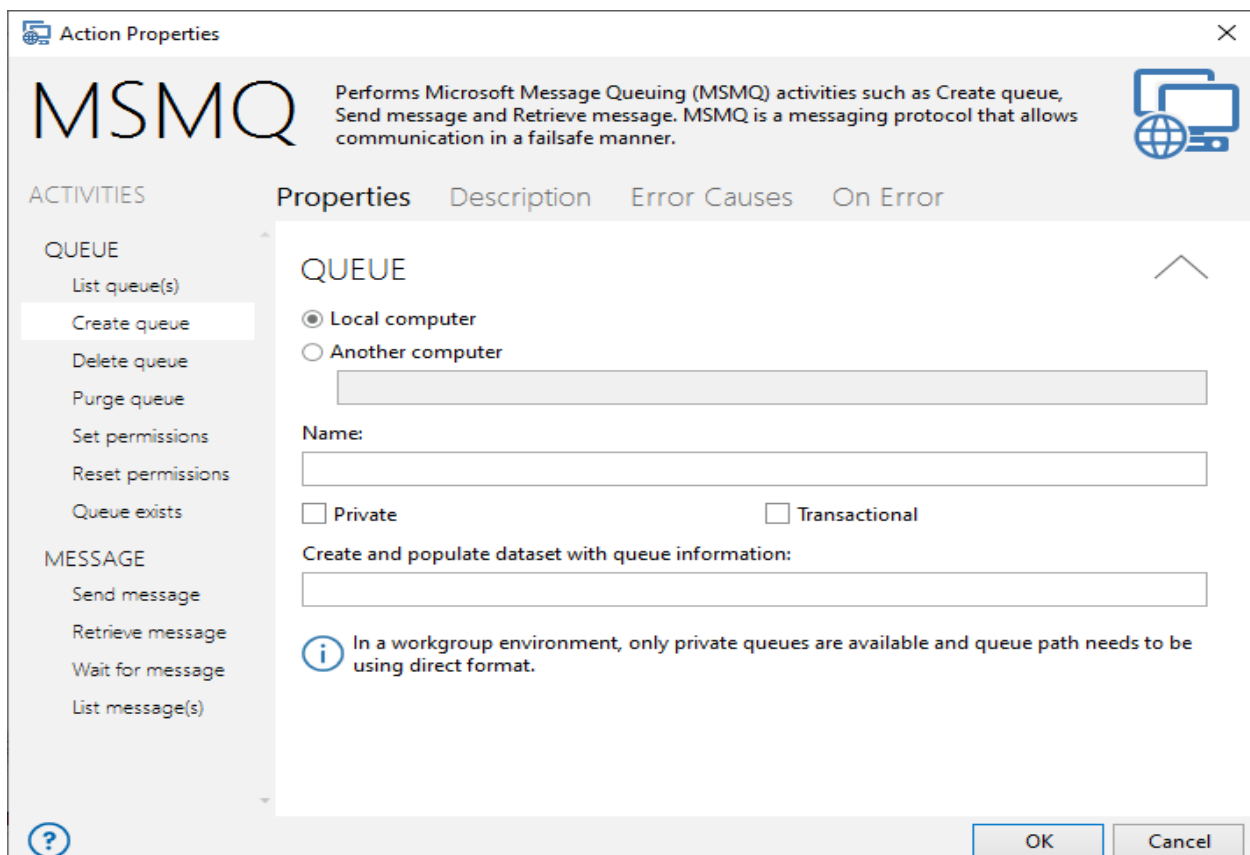 Action Properties
MSMQ
Performs Microsoft Message Queuing (MSMQ) activities such as Create queue,
Send message and Retrieve message. MSMQ is a messaging protocol that allows
communication in a failsafe manner.
ACTIVITIES
Properties Description Error Causes On Error
QUEUE
List queue(s)
Create queue
Delete queue
Purge queue
Set permissions
Reset permissions
Queue exists
MESSAGE
Send message
Retrieve message
Wait for message
List message(s)
QUEUE
Local computer
Another computer
Name:
Private
Transactional
Create and populate dataset with queue information:
In a workgroup environment, only private queues are available and queue path needs to be
using direct format.
OK
Cancel